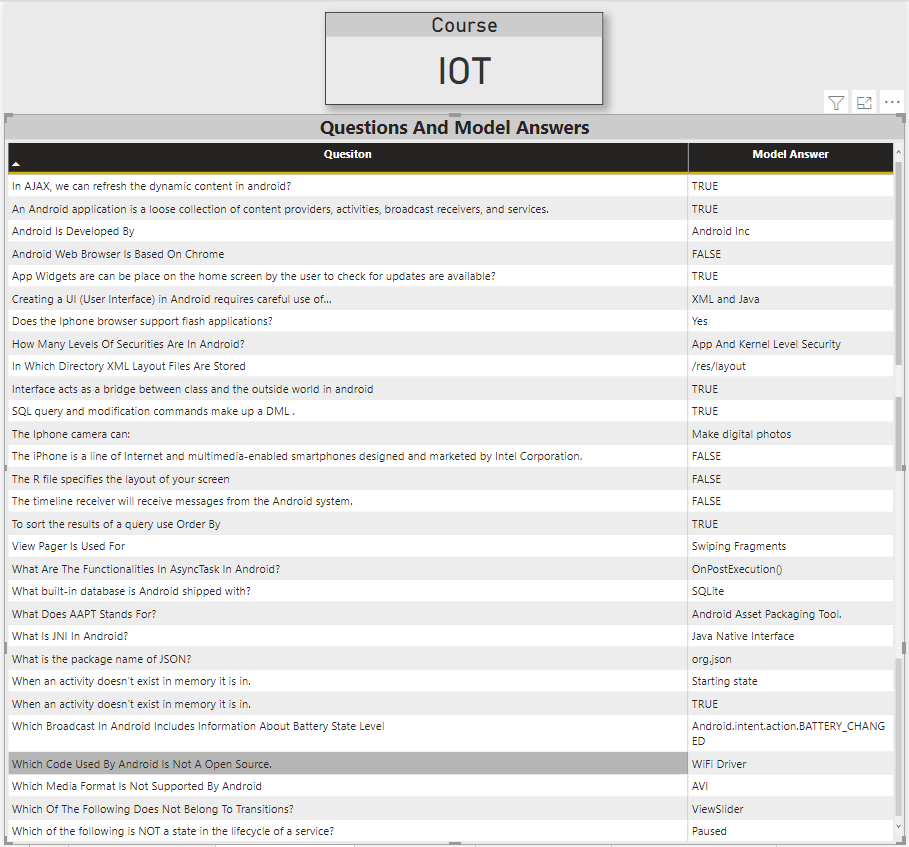 Course
IOT
Questions And Model Answers
Quesiton Model Answer
In AJAX, we can refresh the dynamic content in android? TRUE
An Android application is a loose collection of content providers, activities, broadcast receivers, and services. TRUE
Android Is Developed By Android Inc
Android Web Browser Is Based On Chrome FALSE
App Widgets are can be place on the home screen by the user to check for updates are available? TRUE
Creating a UI (User Interface) in Android requires careful use of... XML and Java
Does the Iphone browser support flash applications? Yes
How Many Levels Of Securities Are In Android? App And Kernel Level Security
In Which Directory XML Layout Files Are Stored /res/layout
Interface acts as a bridge between class and the outside world in android TRUE
SQL query and modification commands make up a DML . TRUE
The Iphone camera can: Make digital photos
The iPhone is a line of Internet and multimedia-enabled smartphones designed and marketed by Intel Corporation. FALSE
The R file specifies the layout of your screen FALSE
The timeline receiver will receive messages from the Android system. FALSE
To sort the results of a query use Order By TRUE
View Pager Is Used For Swiping Fragments
What Are The Functionalities In AsyncTask In Android? OnPostExecution()
What built-in database is Android shipped with? SQLite
What Does AAPT Stands For? Android Asset Packaging Tool.
What Is JNI In Android? Java Native Interface
What is the package name of JSON? org,json
When an activity doesn't exist in memory it is in. Starting state
When an activity doesn't exist in memory it is in. TRUE
Which Broadcast In Android Includes Information About Battery State Level Android.intent.action.BATTERY_CHANG
ED
Which Code Used By Android Is Not A Open Source. WiFi Driver
Which Media Format Is Not Supported By Android AVI
Which Of The Following Does Not Belong To Transitions? ViewSlider
Which of the following is NOT a state in the lifecycle of a service? Paused